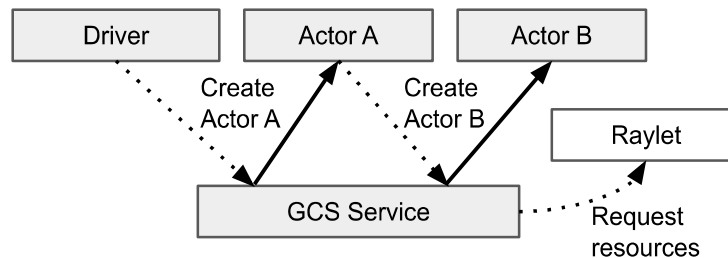 Driver
Actor A
Actor B
Create
Actor A
Create
Actor B
Raylet
GCS Service
Request
resources